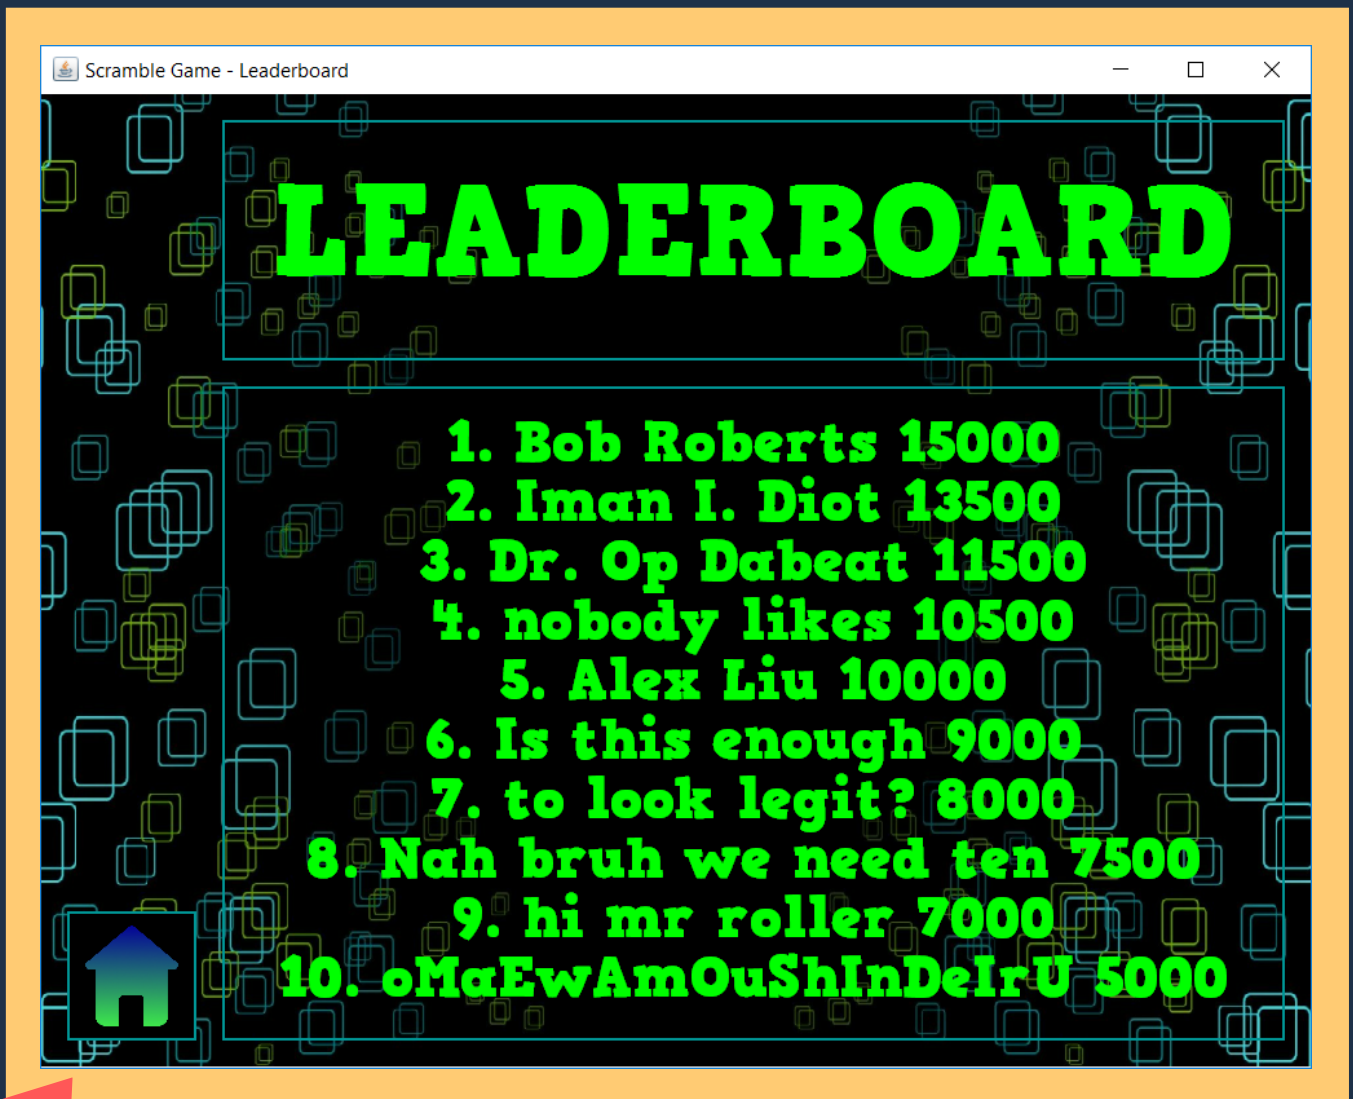 Scramble Game - Leaderboard
LEADERBOARD
1. Bob Roberts 15000
2. Iman I. Diot 13500
3. Dr. Op Dabeat 11500
4. nobody likes 10500
5. Alex Liu 10000
6. Is this enough 9000
7. to look legit? 8000
8. Nah bruh we need ten 7500
9. hi mr roller 7000
10. oMaEwAmOuShInDeIrU 5000